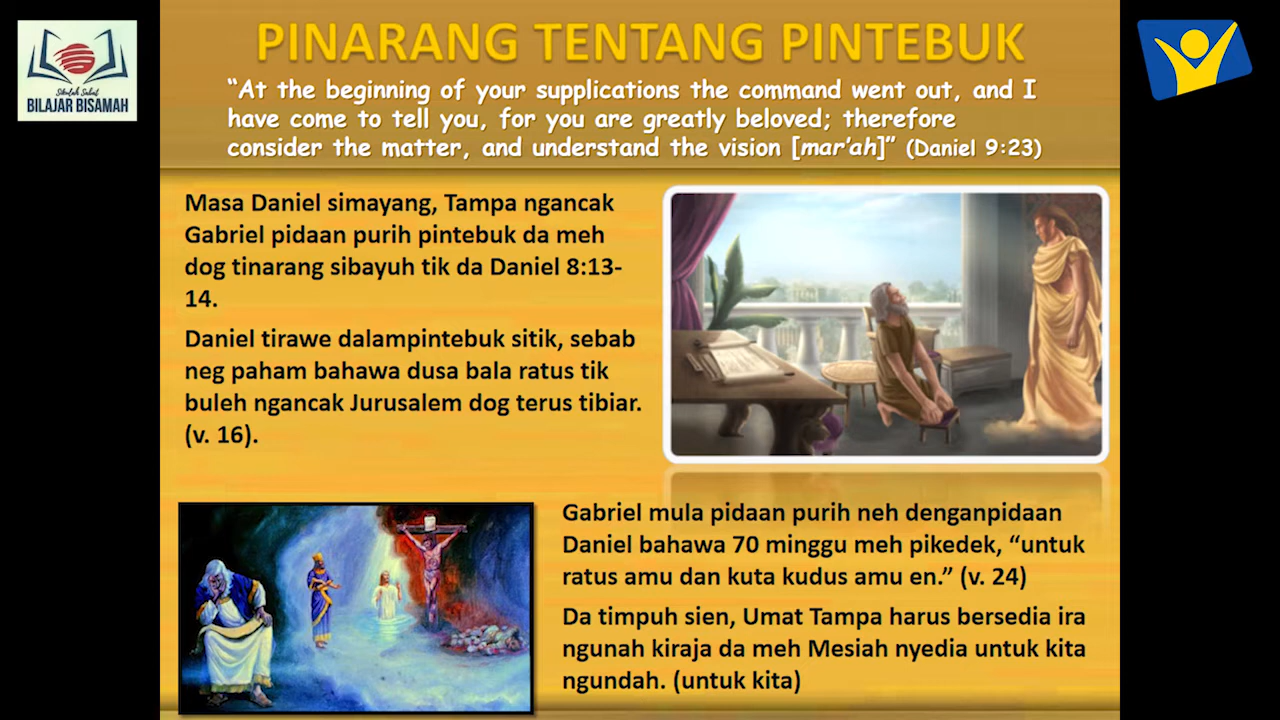 Sikulah Sabat
BILAJAR BISAMAH
PINARANG TENTANG PINTEBUK
“At the beginning of your supplications the command went out, and I
have come to tell you, for you are greatly beloved; therefore
consider the matter, and understand the vision [mar’ah]” (Daniel 9:23)
Masa Daniel simayang, Tampa ngancak
Gabriel pidaan purih pintebuk da meh
dog tinarang sibayuh tik da Daniel 8:13-
14.
Daniel tirawe dalampintebuk sitik, sebab
neg paham bahawa dusa bala ratus tik
buleh ngancak Jurusalem dog terus tibiar.
(v. 16).
Gabriel mula pidaan purih neh denganpidaan
Daniel bahawa 70 minggu meh pikedek, “untuk
ratus amu dan kuta kudus amu en.” (v. 24)
Da timpuh sien, Umat Tampa harus bersedia ira
ngunah kiraja da meh Mesiah nyedia untuk kita
ngundah. (untuk kita)